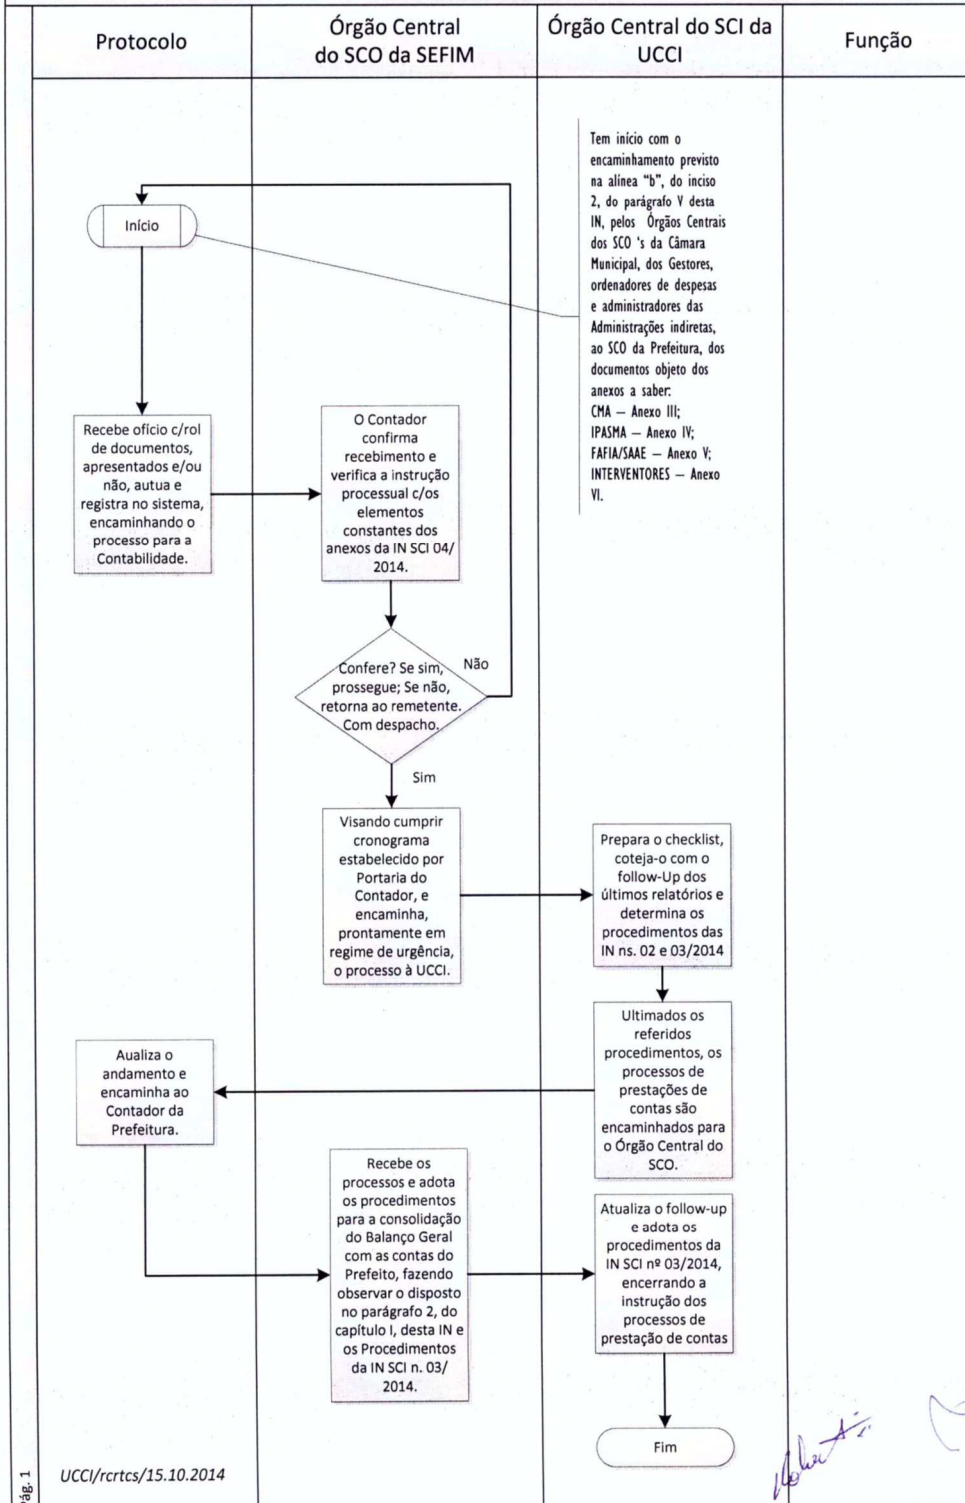 Protocolo
Órgão Central
do SCO da SEFIM
Órgão Central do SCI da
UCCI
Função
Tem início com o
encaminhamento previsto
na alínea “b”, do inciso
2, do parágrafo V desta
IN, pelos Órgãos Centrais
dos SCO 's da Câmara
Municipal, dos Gestores,
ordenadores de despesas
e administradores das
Administrações indiretas,
ao SCO da Prefeitura, dos
documentos objeto dos
anexos a saber:
CMA – Anexo III;
IPASMA – Anexo IV;
FAFIA/SAAE – Anexo V;
INTERVENTORES – Anexo
VI.
Início
Recebe ofício c/rol
de documentos,
apresentados e/ou
não, autua e
registra no sistema,
encaminhando o
processo para a
Contabilidade.
O Contador
confirma
recebimento e
verifica a instrução
processual c/os
elementos
constantes dos
anexos da IN SCI 04/
2014.
Confere? Se sim,
prossegue; Se não,
retorna ao remetente.
Com despacho.
Não
Sim
Visando cumprir
cronograma
estabelecido por
Portaria do
Contador, e
encaminha,
prontamente em
regime de urgência,
o processo à UCCI.
Prepara o checklist,
coteja-o com o
follow-Up dos
últimos relatórios e
determina os
procedimentos das
IN ns. 02 e 03/2014
Ultimados os
referidos
procedimentos, os
processos de
prestações de
contas são
encaminhados para
o Órgão Central do
SCO.
Aualiza o
andamento e
encaminha ao
Contador da
Prefeitura.
Recebe os
processos e adota
os procedimentos
para a consolidação
do Balanço Geral
com as contas do
Prefeito, fazendo
observar o disposto
no parágrafo 2, do
capítulo I, desta IN e
os Procedimentos
da IN SCI n. 03/
2014.
Atualiza o follow-up
e adota os
procedimentos da
IN SCI nº 03/2014,
encerrando a
instrução dos
processos de
prestação de contas
Fim
UCCI/rcrtcs/15.10.2014
Pág. 1